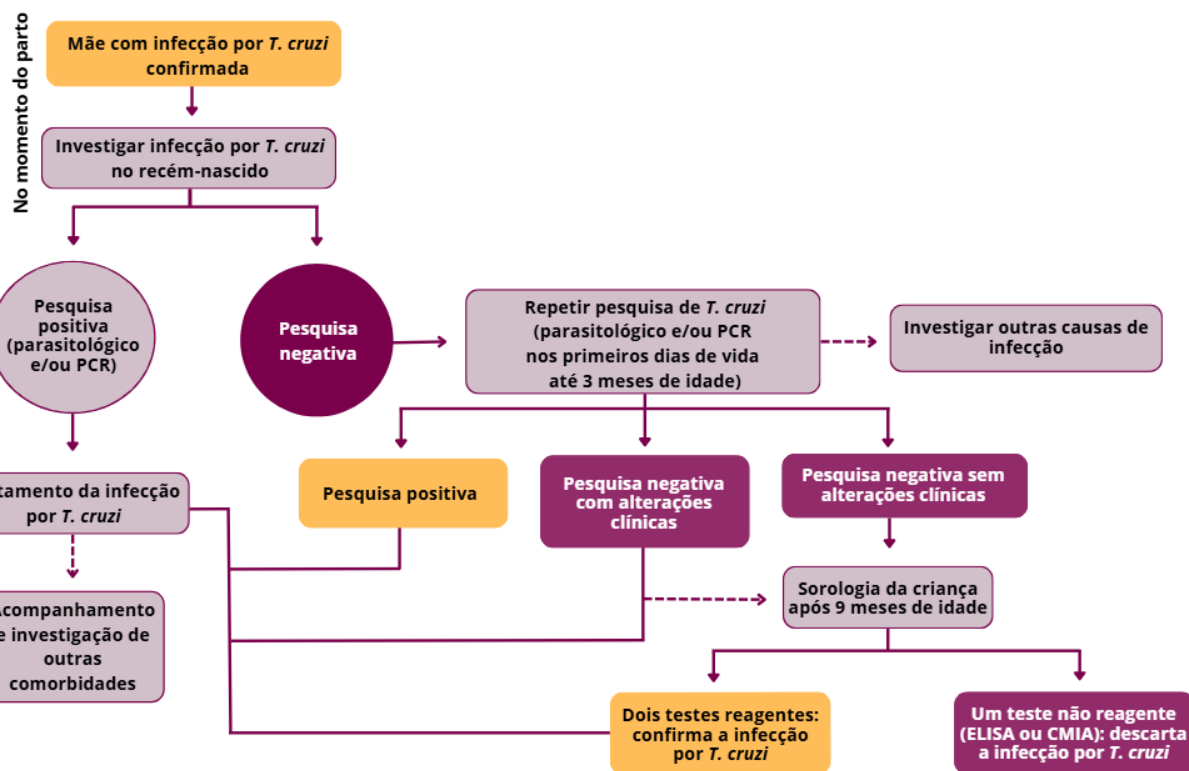 No momento do parto
Mãe com infecção por T. cruzi
confirmada
Investigar infecção por T. cruzi
no recém-nascido
Pesquisa
positiva
(parasitológico
e/ou PCR)
Pesquisa
negativa
Repetir pesquisa de T. cruzi
(parasitológico e/ou PCR
nos primeiros dias de vida
até 3 meses de idade)
Investigar outras causas de
infecção
tamento da infecção
por T. cruzi
Pesquisa positiva
Pesquisa negativa
com alterações
clínicas
Pesquisa negativa sem
alterações clínicas
Acompanhamento
e investigação de
outras
comorbidades
Sorologia da criança
após 9 meses de idade
Dois testes reagentes:
confirma a infecção
por T. cruzi
Um teste não reagente
(ELISA ou CMIA): descarta
a infecção por T. cruzi